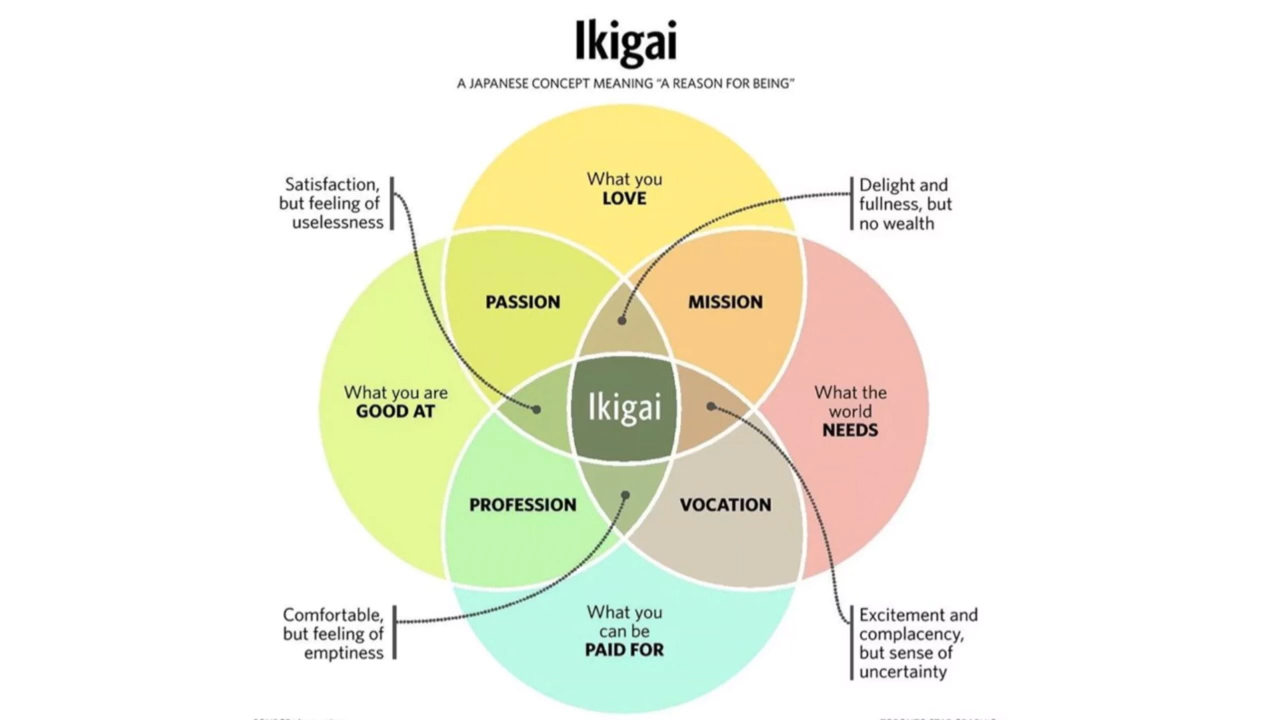 Ikigai
A JAPANESE CONCEPT MEANING "A REASON FOR BEING"
Satisfaction,
but feeling of
uselessness
What you
LOVE
Delight and
fullness, but
no wealth
PASSION
MISSION
What you are
GOOD AT
Ikigai
What the
world
NEEDS
PROFESSION
VOCATION
Comfortable,
but feeling of
emptiness
What you
can be
PAID FOR
Excitement and
complacency,
but sense of
uncertainty